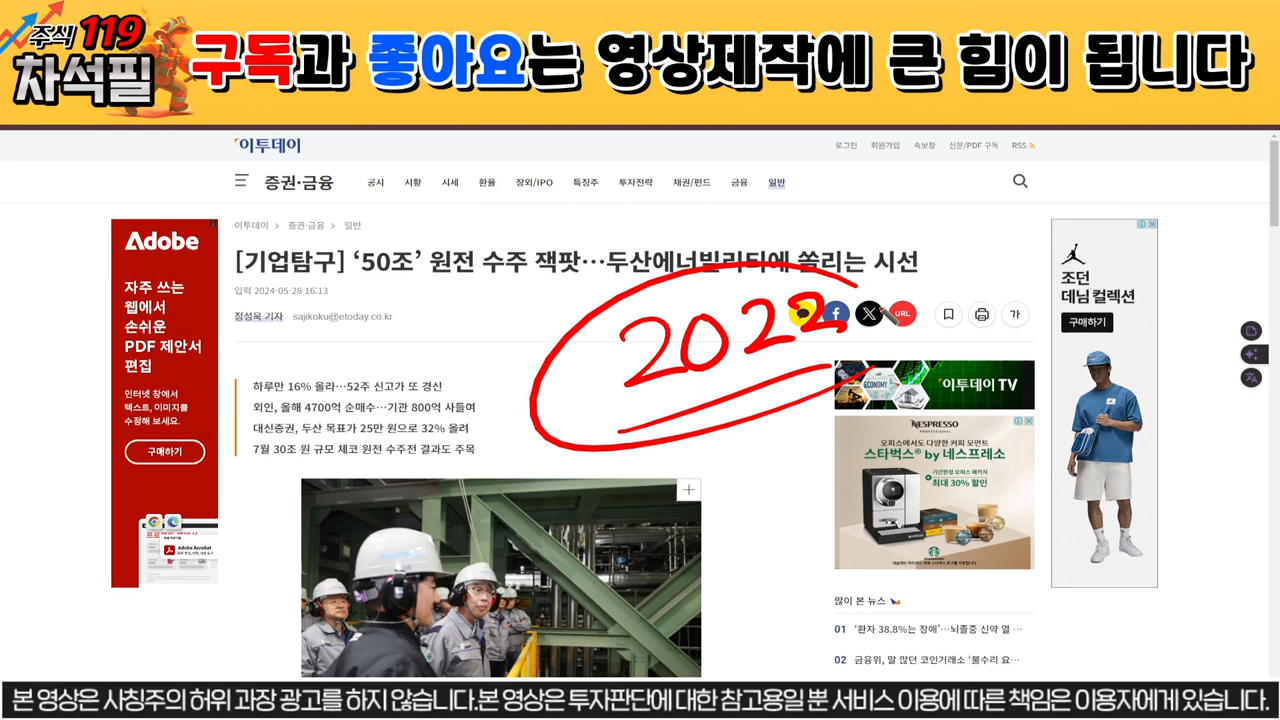 주식 119
차석필
구독과 좋아요는 영상제작에 큰 힘이 됩니다
이투데이
로그인 회원가입 속보창 신문/PDF 구독 RSS
증권·금융 공시 시황 시세 환율 장외/IPO 특징주 투자전략 채권/펀드 금융 일반
이투데이 > 증권·금융 > 일반
[기업탐구] ‘50조’ 원전 수주 잭팟…두산에너빌리티에 쏠리는 시선
입력 2024-05-28 16:13
정성욱 기자 sajikoku@etoday.co.kr
URL
가
2022
하루만 16% 올라…52주 신고가 또 경신
외인, 올해 4700억 순매수…기관 800억 사들여
대신증권, 두산 목표가 25만 원으로 32% 올려
7월 30조 원 규모 체코 원전 수주전 결과도 주목
Adobe
자주 쓰는
웹에서
손쉬운
PDF 제안서
편집
인터넷 창에서
텍스트, 이미지를
수정해 보세요.
구매하기
Adobe Acrobat
ECONOMY
이투데이 TV
NESPRESSO
PROFESSIONAL
오피스에서도 다양한 커피 모먼트
스타벅스® by 네스프레소
기간한정 오피스 패키지
최대 30% 할인
조던
데님 컬렉션
구매하기
많이 본 뉴스
01 ‘환자 38.8%는 장애’…뇌졸중 신약 열 …
02 금융위, 말 많던 코인거래소 ‘불수리 요…
본 영상은 사칭주의 허위 과장 광고를 하지 않습니다.본 영상은 투자판단에 대한 참고용일 뿐 서비스 이용에 따른 책임은 이용자에게 있습니다.